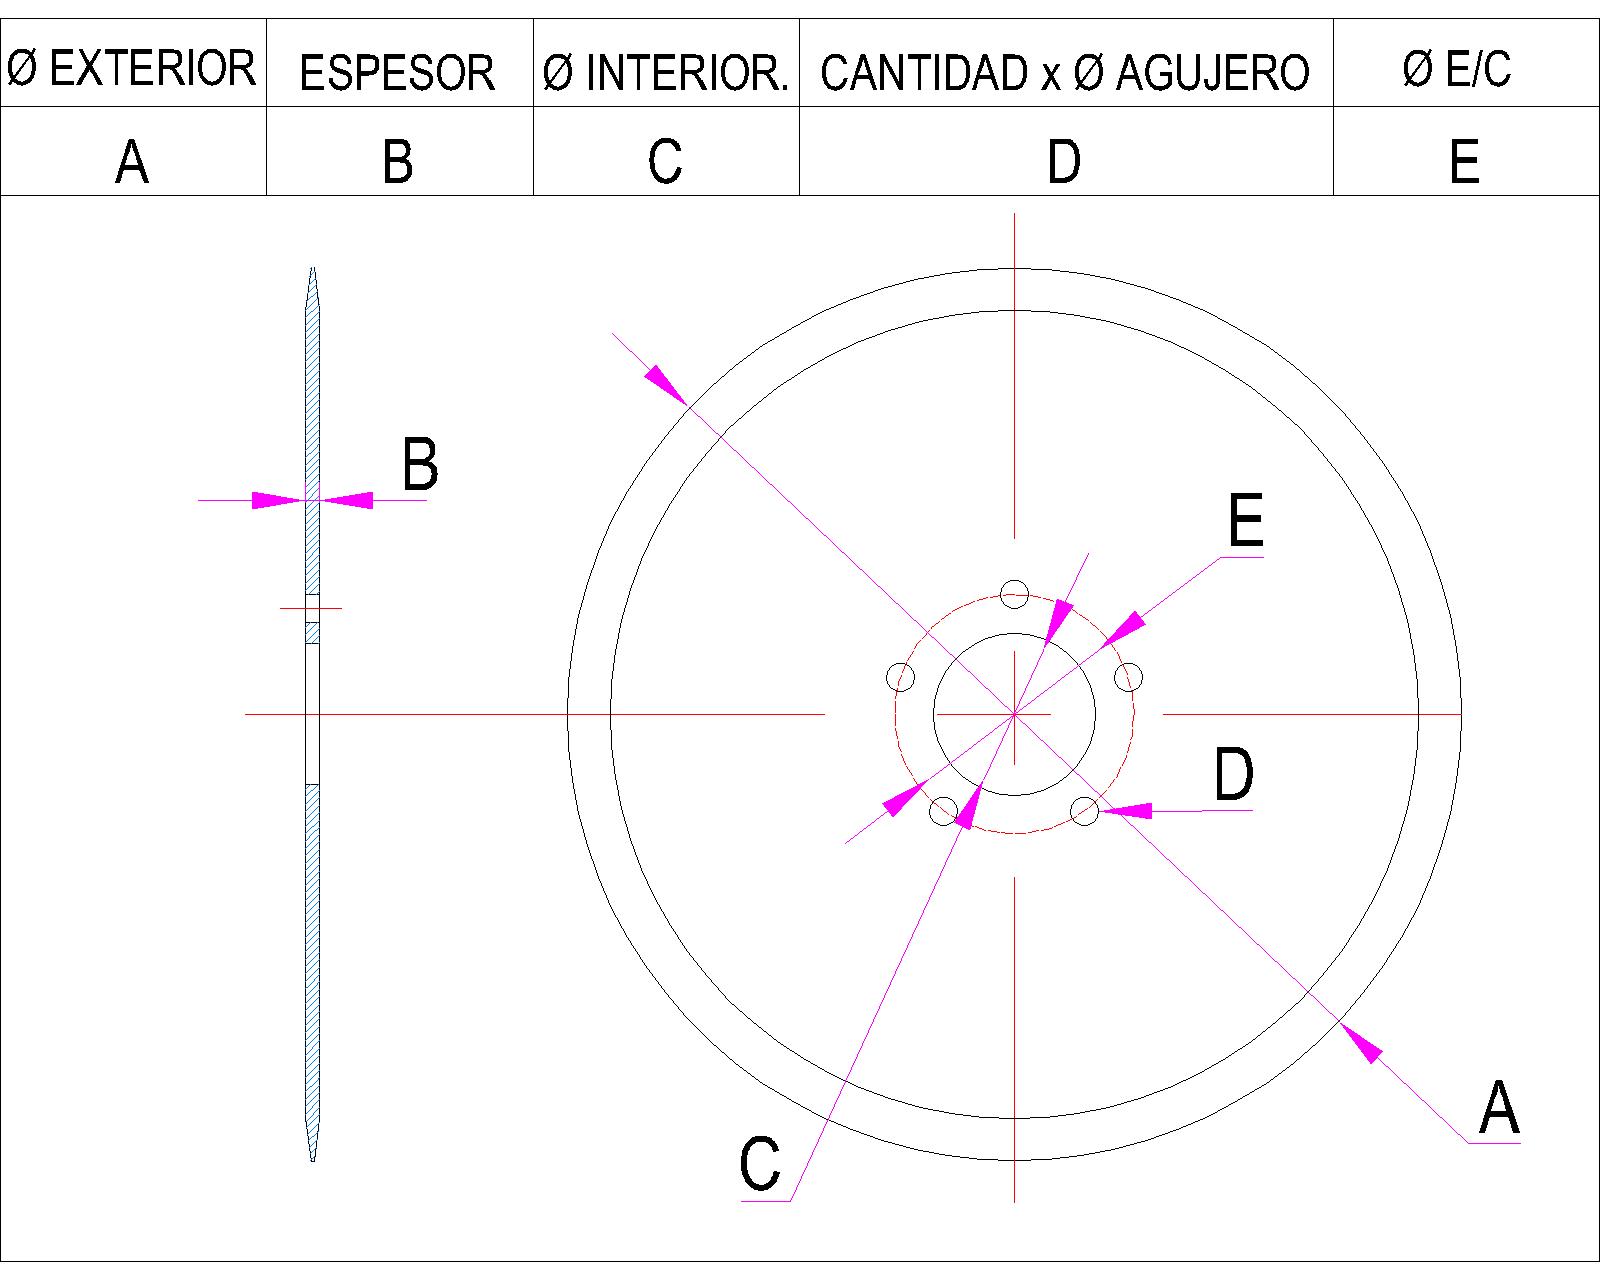 Ø EXTERIOR ESPESOR Ø INTERIOR. CANTIDAD x Ø AGUJERO Ø E/C
A B C D E
B
E
D
A
C